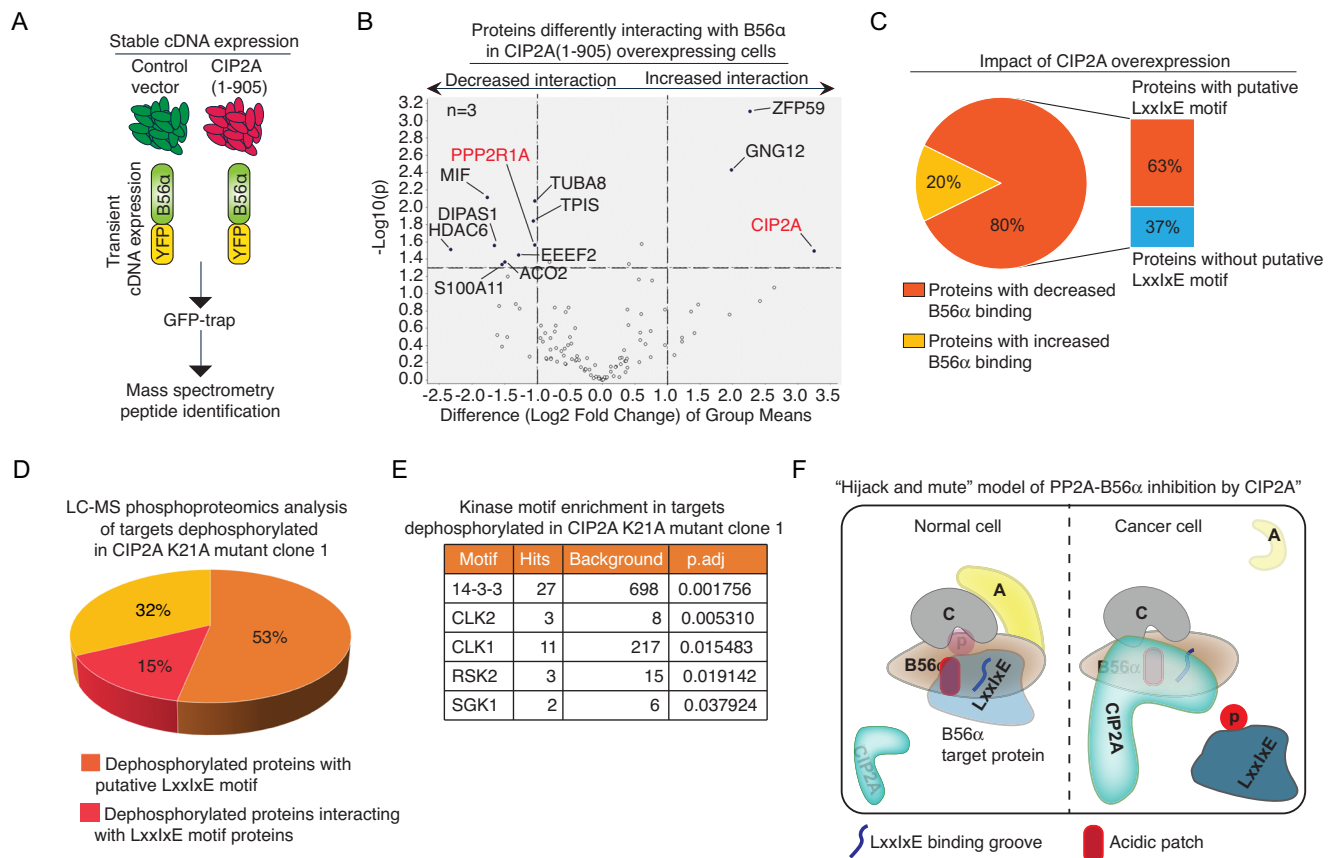 A
Stable cDNA expression
Control
vector
CIP2A
(1-905)
Transient
cDNA expression
YFP
B56α
YFP
B56α
GFP-trap
Mass spectrometry
peptide identification
B
Proteins differently interacting with B56α
in CIP2A(1-905) overexpressing cells
Decreased interaction
Increased interaction
n=3
-Log10(p)
3.2
3.0
2.8
2.6
2.4
2.2
2.0
1.8
1.6
1.4
1.2
1.0
0.8
0.6
0.4
0.2
0.0
ZFP59
GNG12
PPP2R1A
MIF
TUBA8
TPIS
DIPAS1
HDAC6
CIP2A
EEEF2
ACO2
S100A11
-2.5 -2.0 -1.5 -1.0 -0.5 0.0 0.5 1.0 1.5 2.0 2.5 3.0 3.5
Difference (Log2 Fold Change) of Group Means
C
Impact of CIP2A overexpression
Proteins with putative
LxxIxE motif
20%
80%
63%
37%
Proteins without putative
LxxIxE motif
Proteins with decreased
B56α binding
Proteins with increased
B56α binding
D
LC-MS phosphoproteomics analysis
of targets dephosphorylated
in CIP2A K21A mutant clone 1
32%
53%
15%
Dephosphorylated proteins with
putative LxxIxE motif
Dephosphorylated proteins interacting
with LxxIxE motif proteins
E
Kinase motif enrichment in targets
dephosphorylated in CIP2A K21A mutant clone 1
Motif Hits Background p.adj
14-3-3 27 698 0.001756
CLK2 3 8 0.005310
CLK1 11 217 0.015483
RSK2 3 15 0.019142
SGK1 2 6 0.037924
F
“Hijack and mute” model of PP2A-B56α inhibition by CIP2A”
Normal cell
Cancer cell
A
A
C
C
p
B56α
LxxIxE
B56α
target protein
CIP2A
B56α
CIP2A
p
LxxIxE
LxxIxE binding groove
Acidic patch